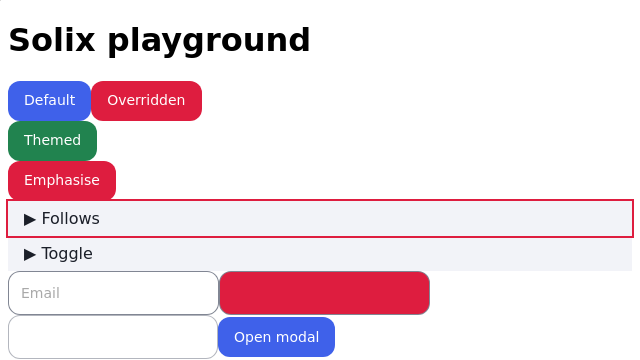 Solix playground
Default Overridden
Themed
Emphasise
▶ Follows
▶ Toggle
Email
Open modal